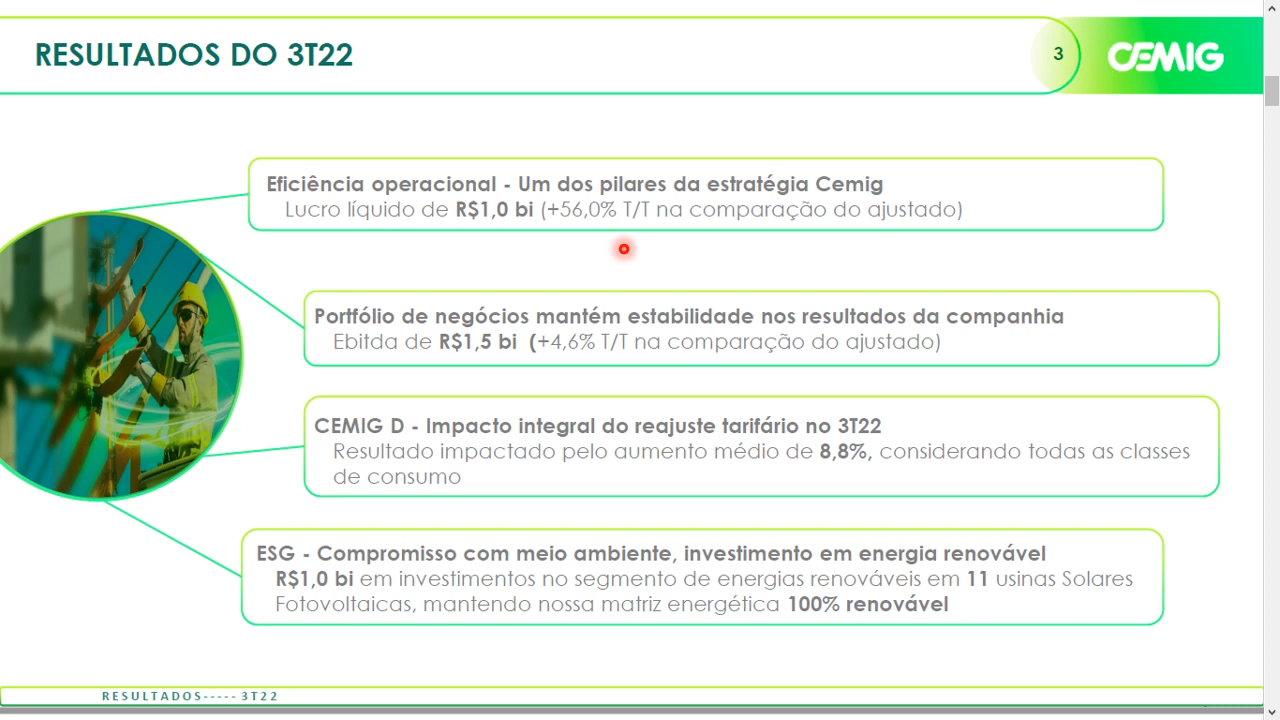 RESULTADOS DO 3T22
3
CEMIG
Eficiência operacional - Um dos pilares da estratégia Cemig
Lucro líquido de R$1,0 bi (+56,0% T/T na comparação do ajustado)
Portfólio de negócios mantém estabilidade nos resultados da companhia
Ebitda de R$1,5 bi (+4,6% T/T na comparação do ajustado)
CEMIG D - Impacto integral do reajuste tarifário no 3T22
Resultado impactado pelo aumento médio de 8,8%, considerando todas as classes
de consumo
ESG - Compromisso com meio ambiente, investimento em energia renovável
R$1,0 bi em investimentos no segmento de energias renováveis em 11 usinas Solares
Fotovoltaicas, mantendo nossa matriz energética 100% renovável
RESULTADOS-----3T22